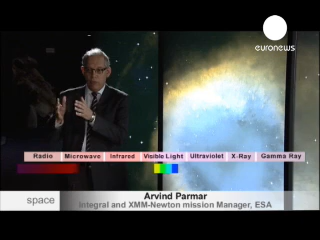 euronews
Radio Microwave Infrared Visible Light Ultraviolet X-Ray Gamma Ray
space
Arvind Parmar
integral and XMM-Newton mission Manager, ESA